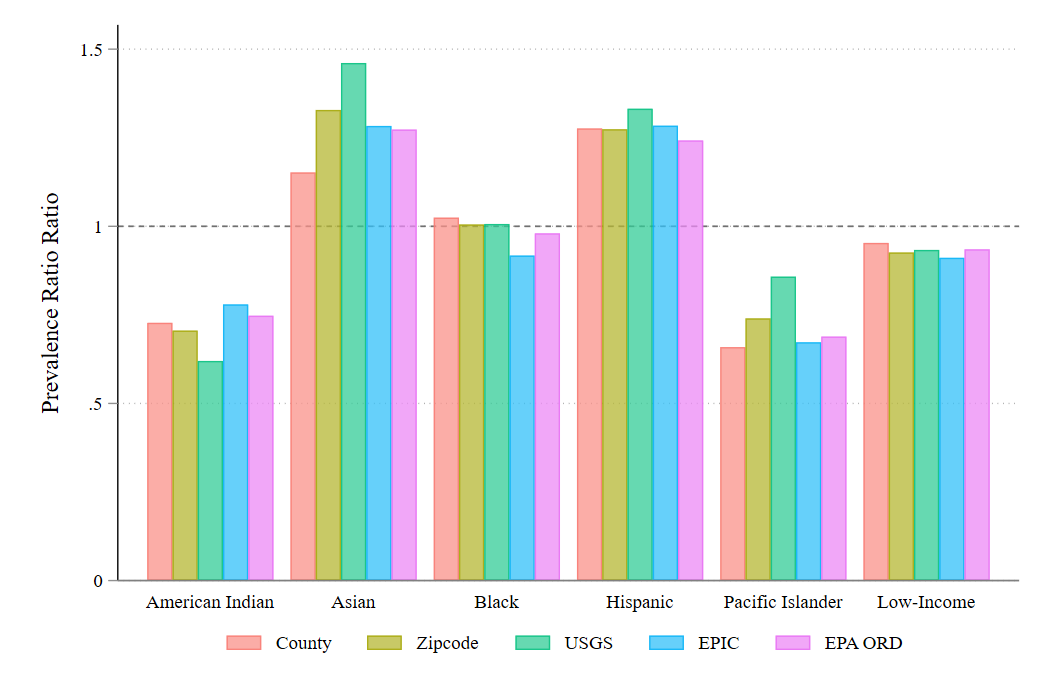 Prevalence Ratio Ratio
1.5
1
.5
0
American Indian Asian Black Hispanic Pacific Islander Low-Income
County Zipcode USGS EPIC EPA ORD